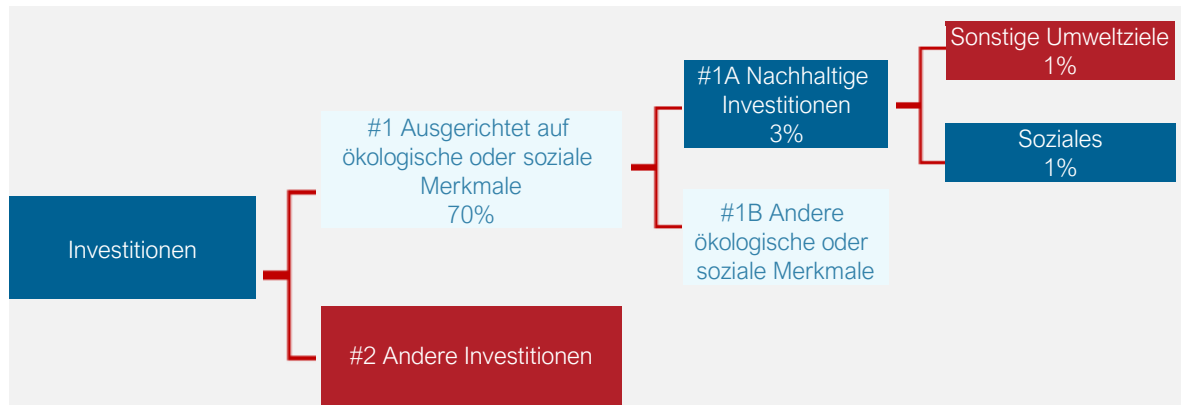 Investitionen
#1 Ausgerichtet auf
ökologische oder soziale
Merkmale
70%
#2 Andere Investitionen
#1A Nachhaltige
Investitionen
3%
#1B Andere
ökologische oder
soziale Merkmale
Sonstige Umweltziele
1%
Soziales
1%